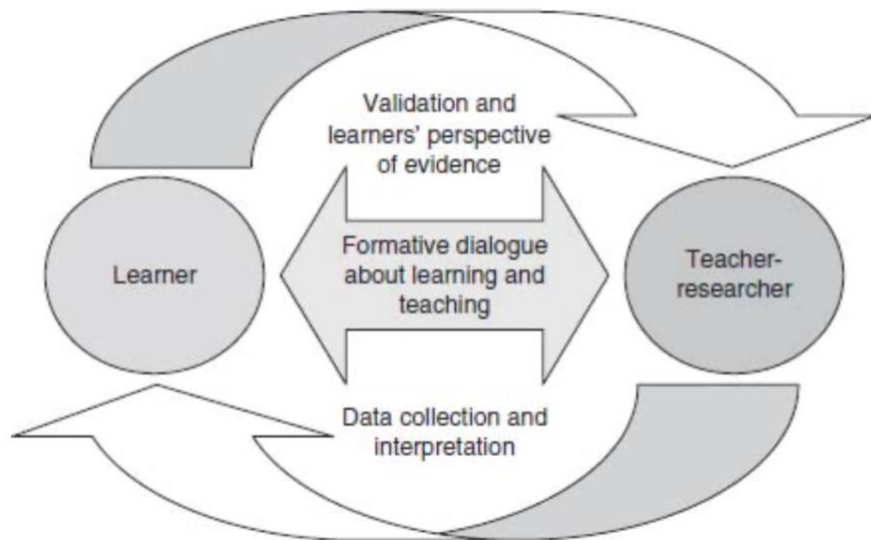 Validation and
learners' perspective
of evidence
Learner
Formative dialogue
about learning and
teaching
Teacher-
researcher
Data collection and
interpretation